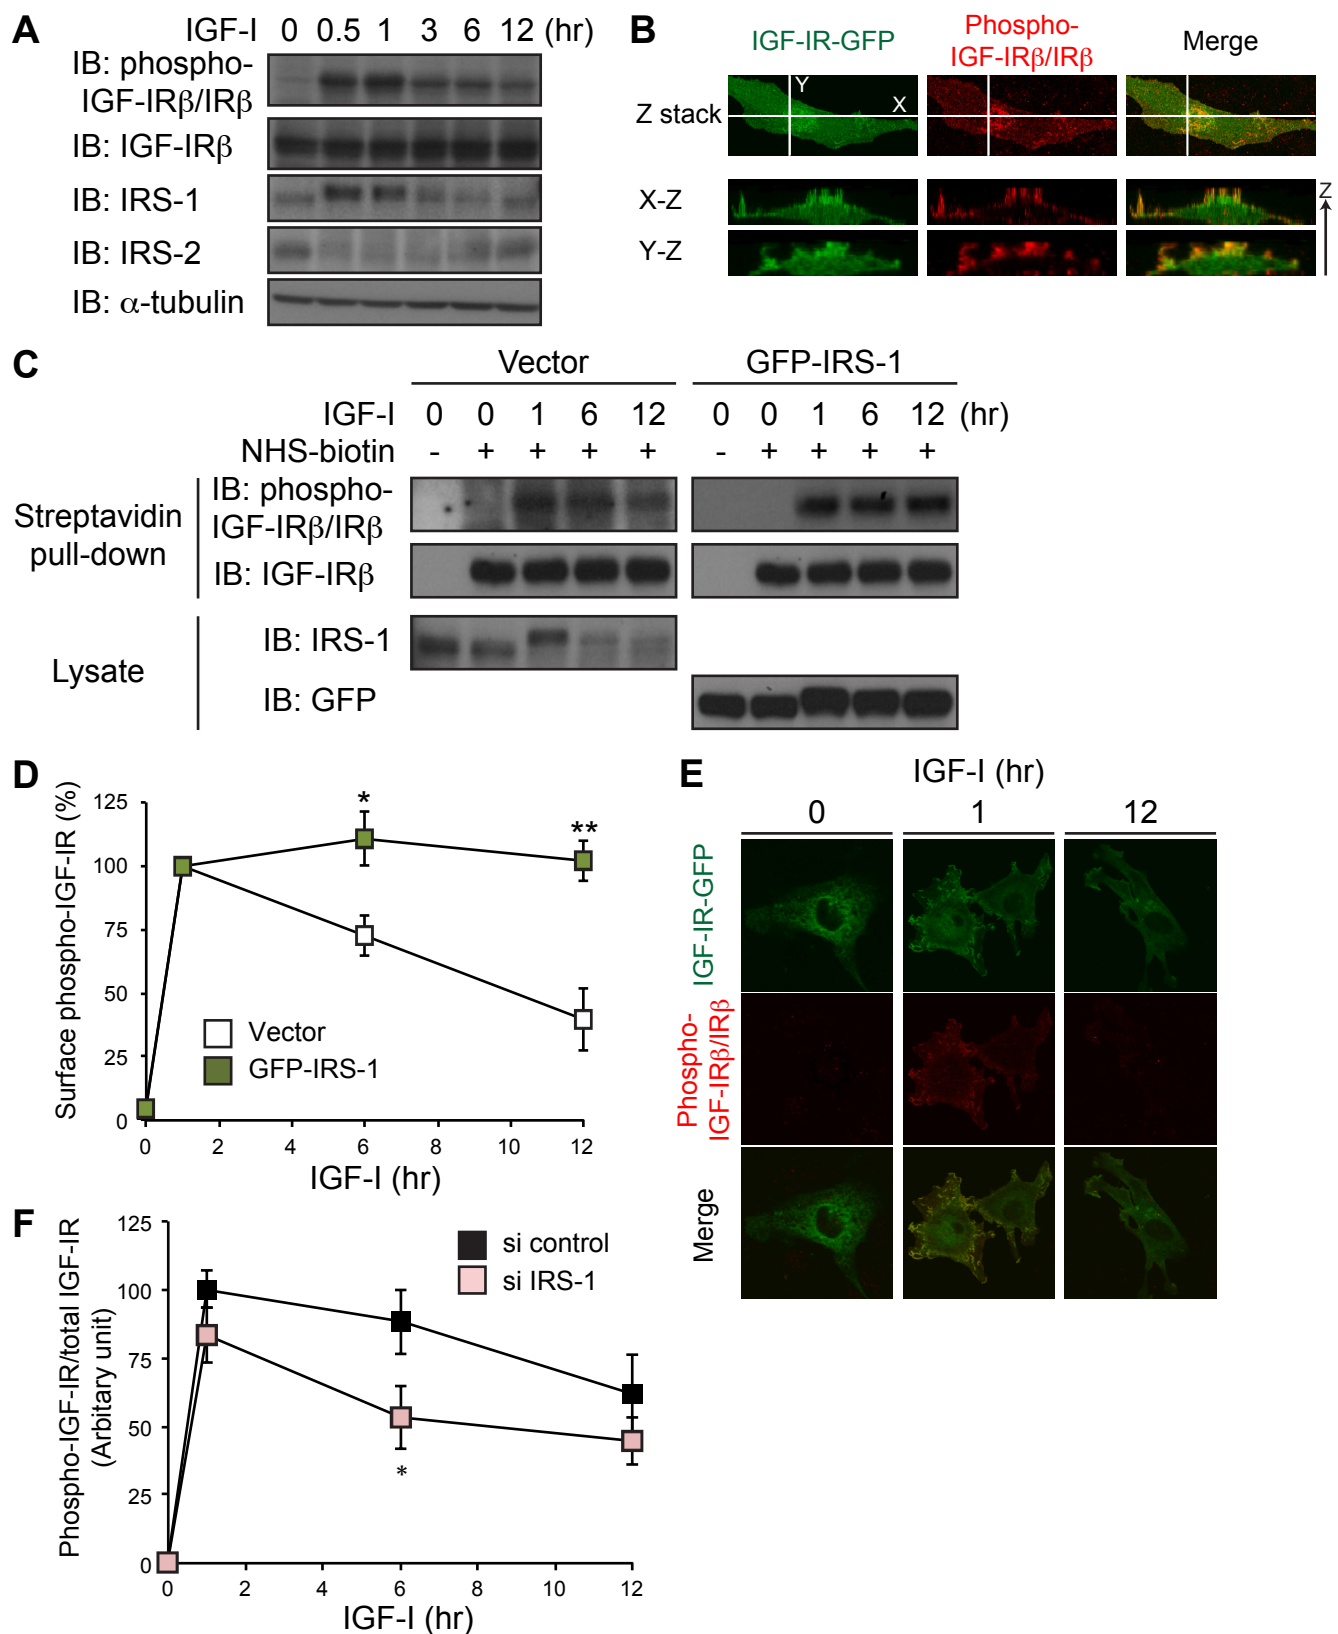 A
IGF-I 0 0.5 1 3 6 12 (hr)
IB: phospho-
IGF-IRβ/IRβ
IB: IGF-IRβ
IB: IRS-1
IB: IRS-2
IB: α-tubulin
B
IGF-IR-GFP
Phospho-
IGF-IRβ/IRβ
Merge
Z stack
Y
X
X-Z
Y-Z
Z
C
Vector GFP-IRS-1
IGF-I 0 0 1 6 12 0 0 1 6 12 (hr)
NHS-biotin - + + + + - + + + +
Streptavidin
pull-down
IB: phospho-
IGF-IRβ/IRβ
IB: IGF-IRβ
Lysate
IB: IRS-1
IB: GFP
D
Surface phospho-IGF-IR (%)
125
100
75
50
25
0
* **
Vector
GFP-IRS-1
0 2 4 6 8 10 12
IGF-I (hr)
E
IGF-I (hr)
0 1 12
IGF-IR-GFP
Phospho-
IGF-IRβ/IRβ
Merge
F
Phospho-IGF-IR/total IGF-IR
(Arbitary unit)
125
100
75
50
25
0
si control
si IRS-1
*
0 2 4 6 8 10 12
IGF-I (hr)